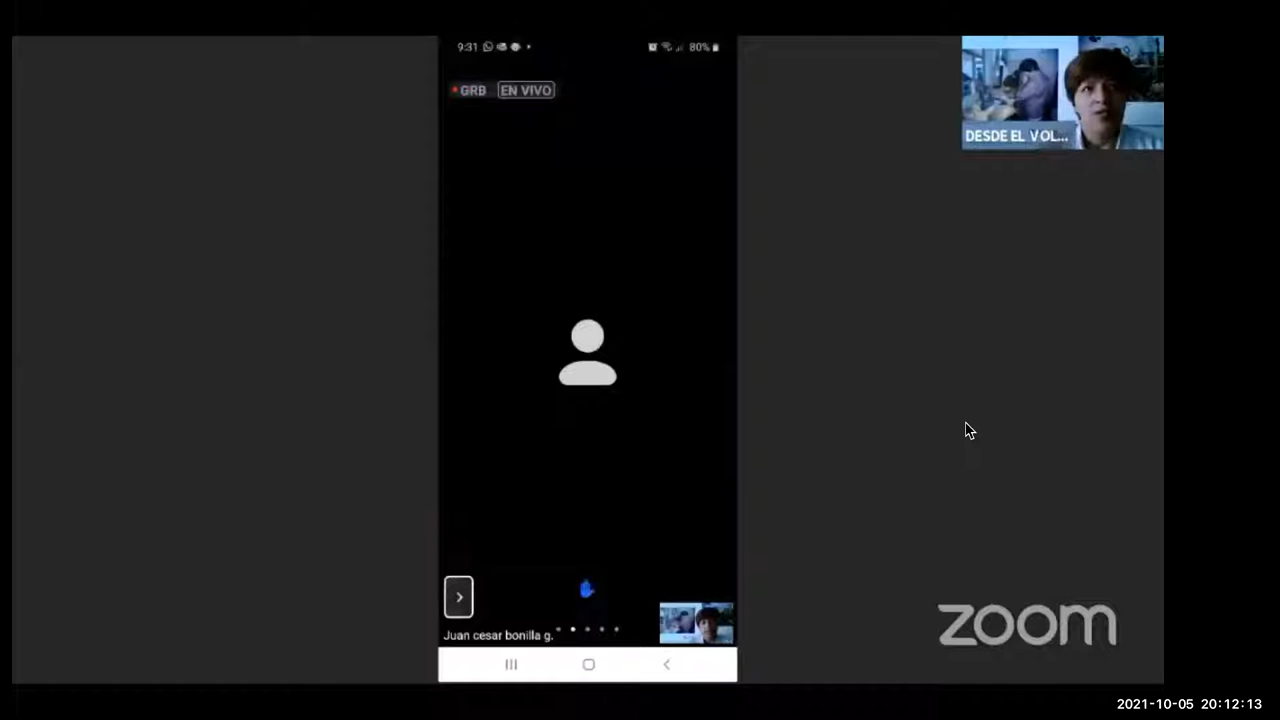 9:31
80%
GRB EN VIVO
DESDE EL VOL...
Juan cesar bonilla g.
zoom
2021-10-05 20:12:13